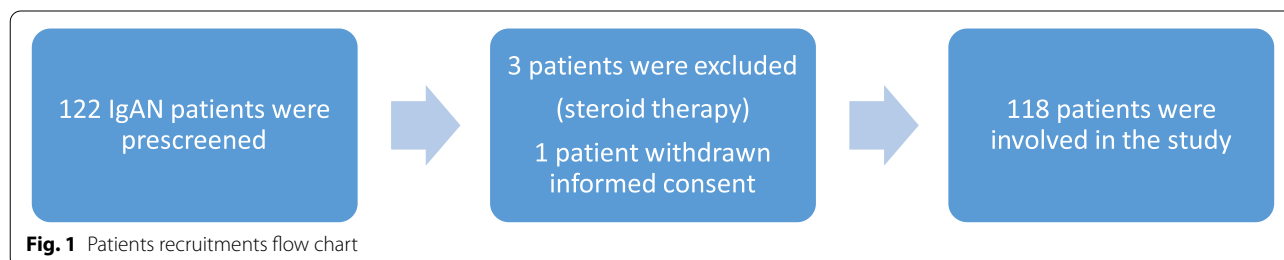 122 IgAN patients were
prescreened
3 patients were excluded
(steroid therapy)
1 patient withdrawn
informed consent
118 patients were
involved in the study
Fig. 1 Patients recruitments flow chart